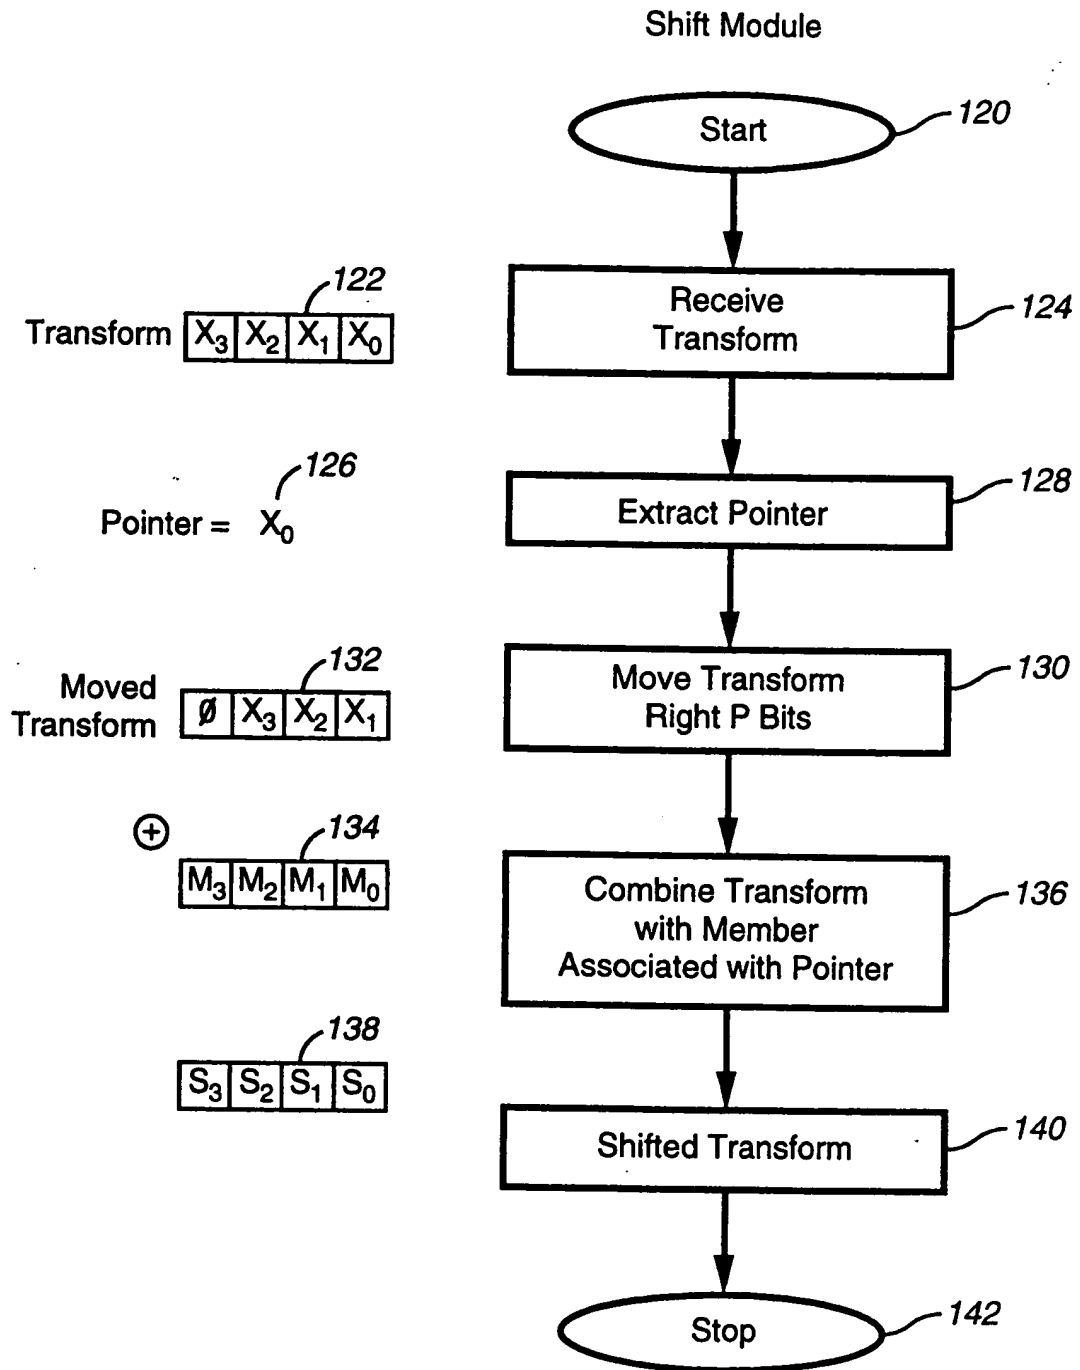 Shift Module
Start
120
122
Transform X₃ X₂ X₁ X₀
Receive
Transform
124
126
Pointer = X₀
Extract Pointer
128
132
Moved
Transform
Ø X₃ X₂ X₁
Move Transform
Right P Bits
130
⊕
134
M₃ M₂ M₁ M₀
Combine Transform
with Member
Associated with Pointer
136
138
S₃ S₂ S₁ S₀
Shifted Transform
140
Stop
142